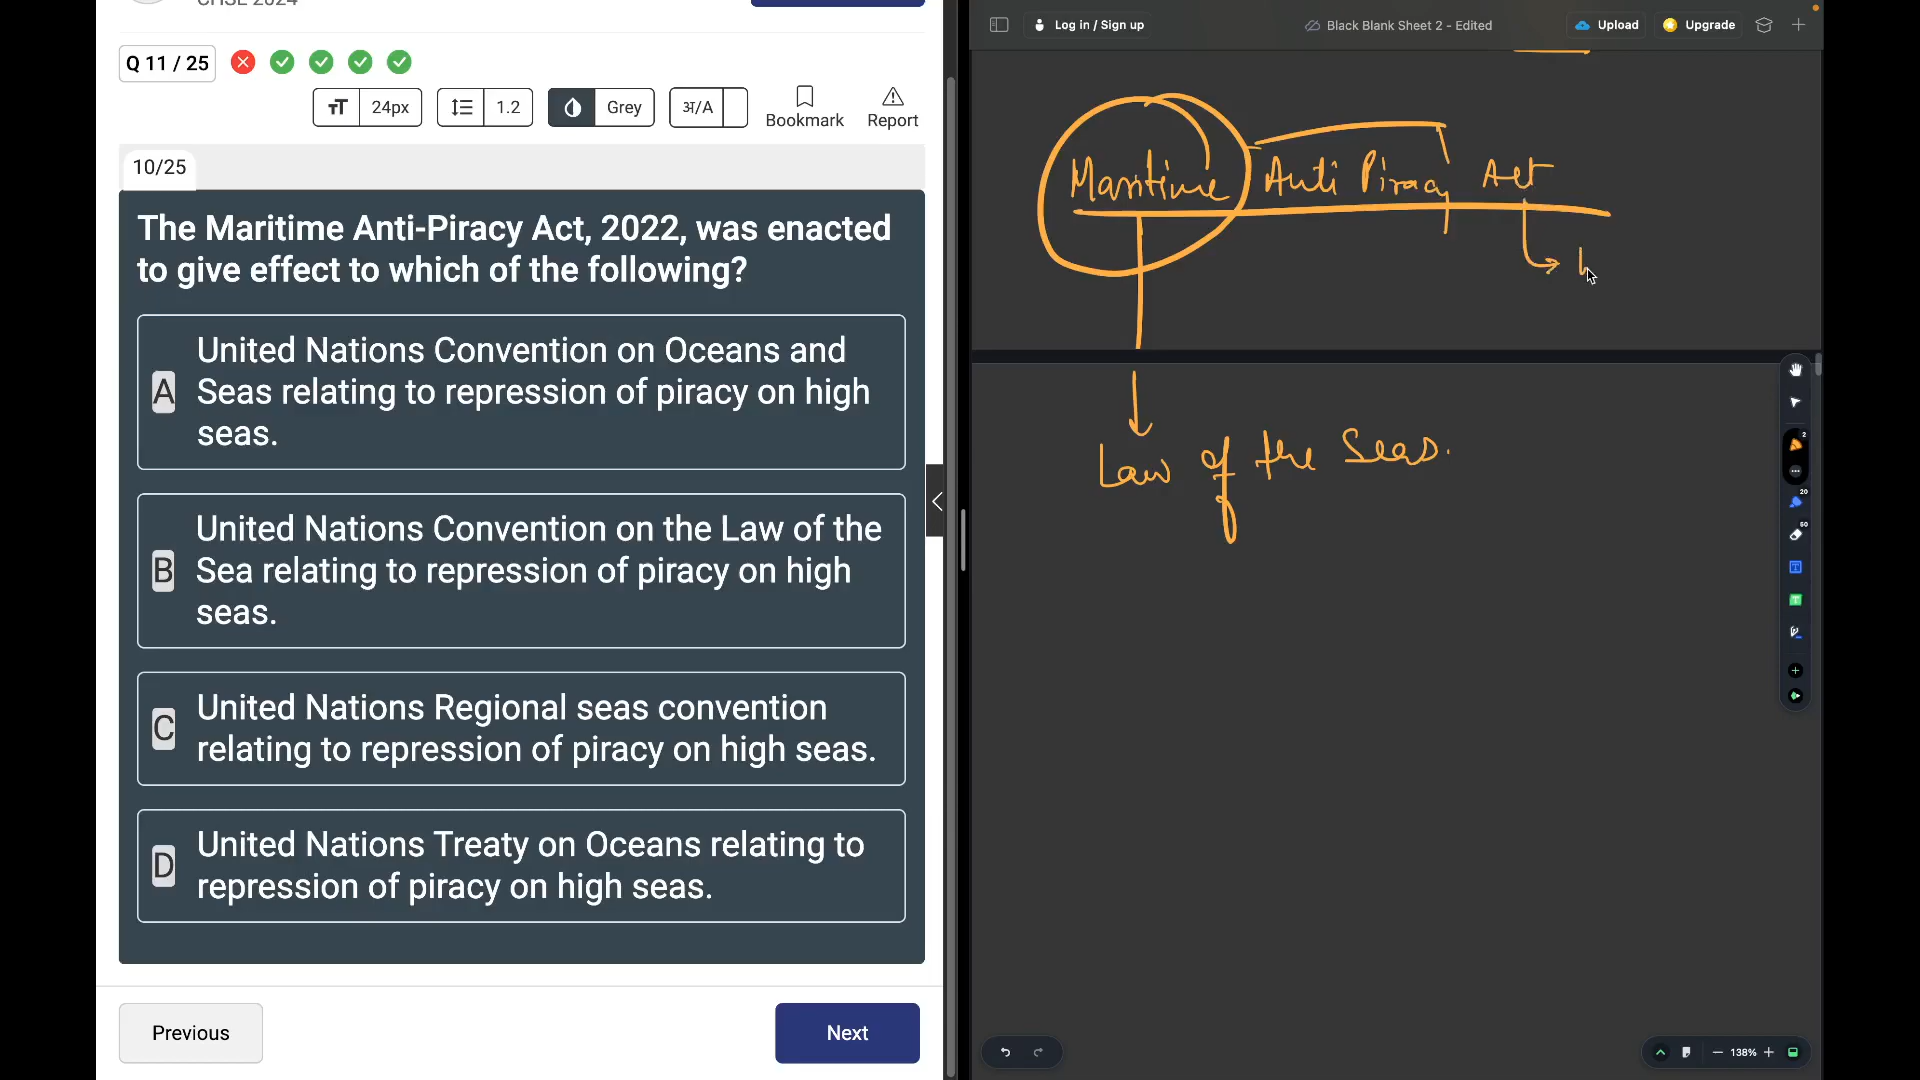 CHSE 2024
Q 11 / 25
24px
1.2
Grey
अ/A
Bookmark
Report
10/25
The Maritime Anti-Piracy Act, 2022, was enacted
to give effect to which of the following?
A
United Nations Convention on Oceans and
Seas relating to repression of piracy on high
seas.
B
United Nations Convention on the Law of the
Sea relating to repression of piracy on high
seas.
C
United Nations Regional seas convention
relating to repression of piracy on high seas.
D
United Nations Treaty on Oceans relating to
repression of piracy on high seas.
Previous
Next
Log in / Sign up
Black Blank Sheet 2 - Edited
Upload
Upgrade
Maritime Anti Piracy Act
Law of the Seas.
2
20
50
138%